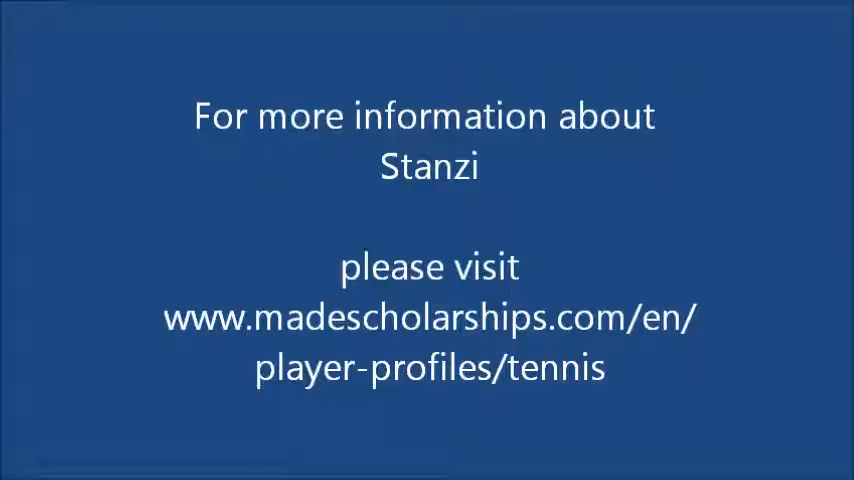 For more information about
Stanzi
please visit
www.madescholarships.com/en/
player-profiles/tennis